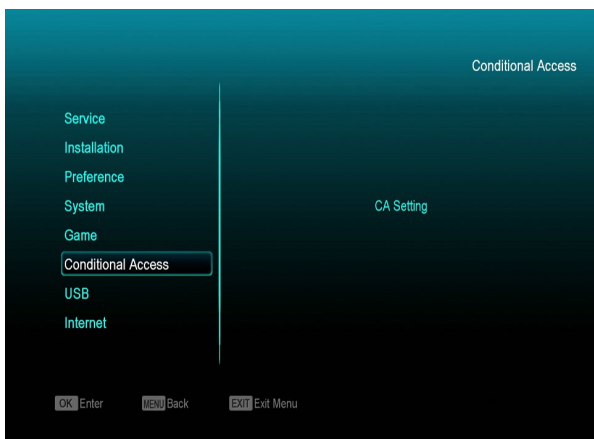 Conditional Access
Service
Installation
Preference
System
CA Setting
Game
Conditional Access
USB
Internet
OK Enter MENU Back EXIT Exit Menu